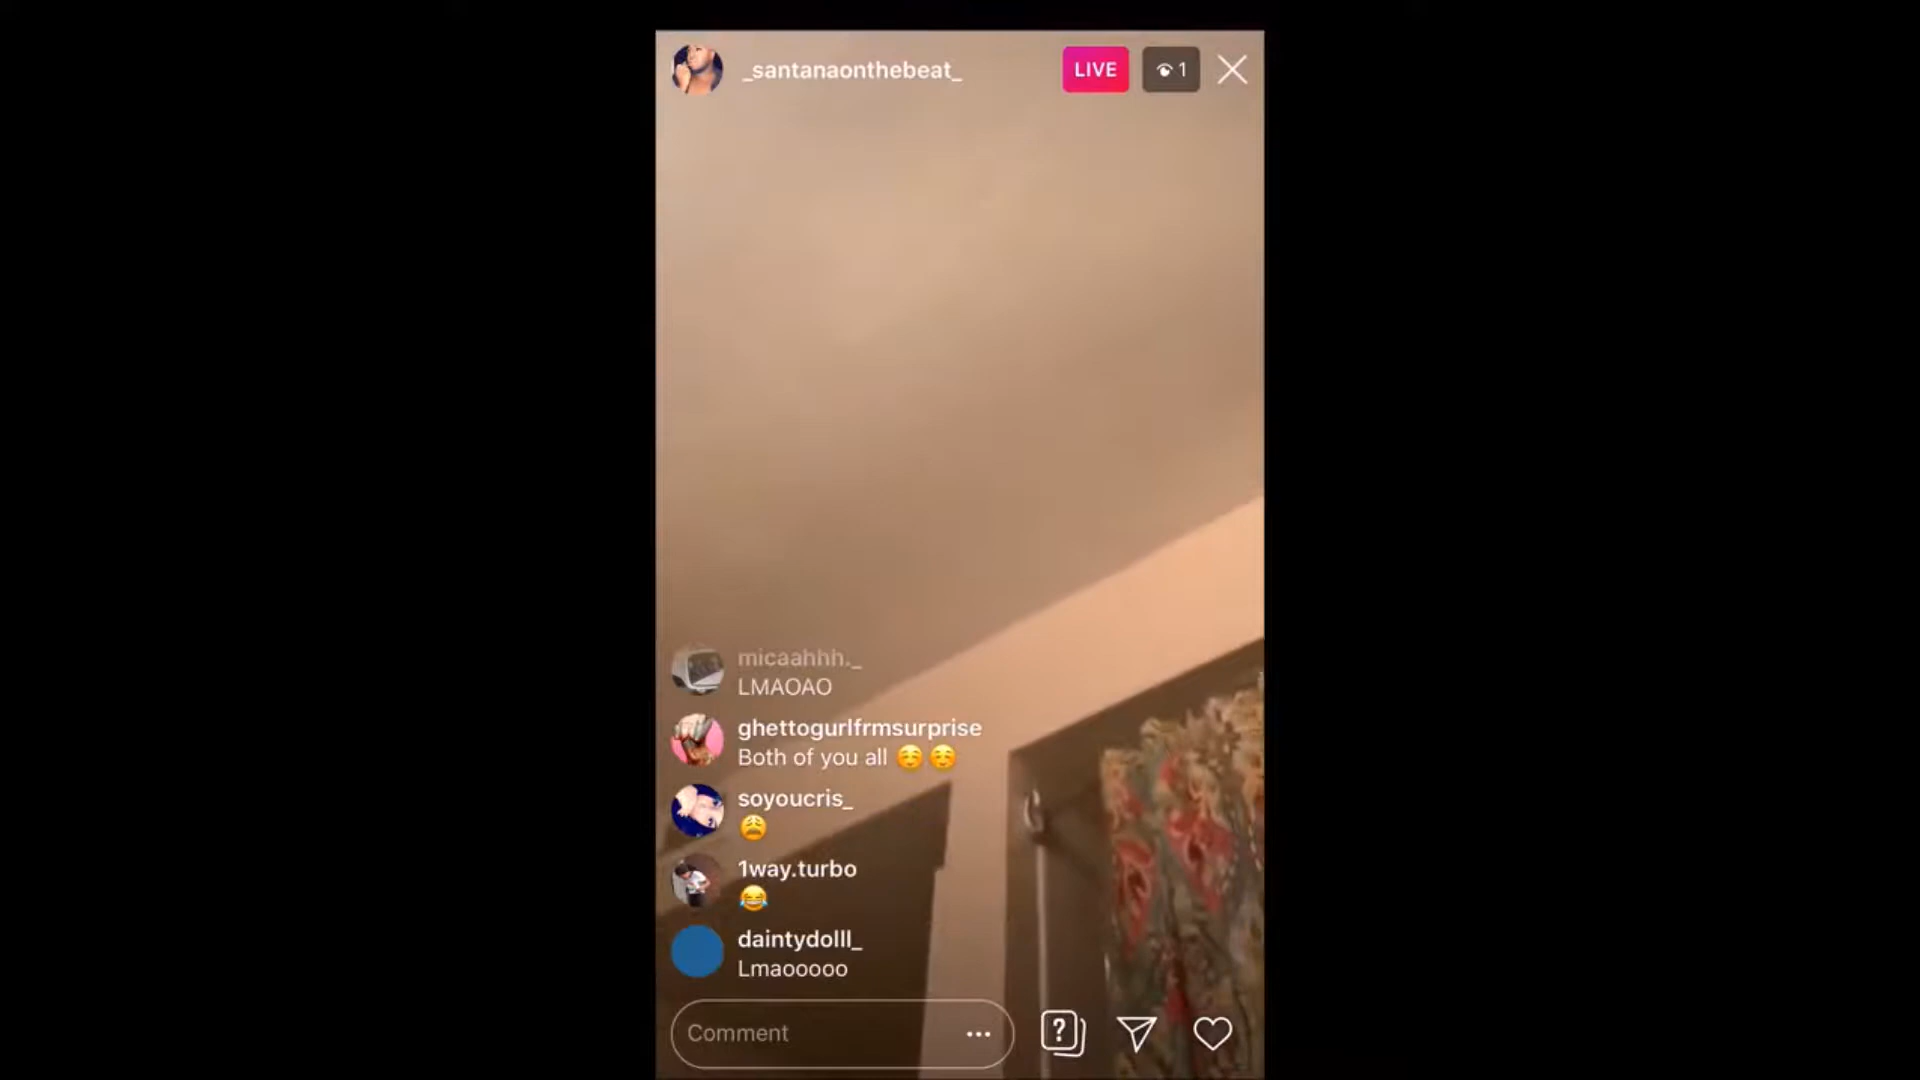 _santanaonthebeat_ LIVE 1
micaahhh._
LMAOAO
ghettogurlfrmsurprise
Both of you all ☺️ ☺️
soyoucris_
😩
1way.turbo
😂
daintydolll_
Lmaooooo
Comment